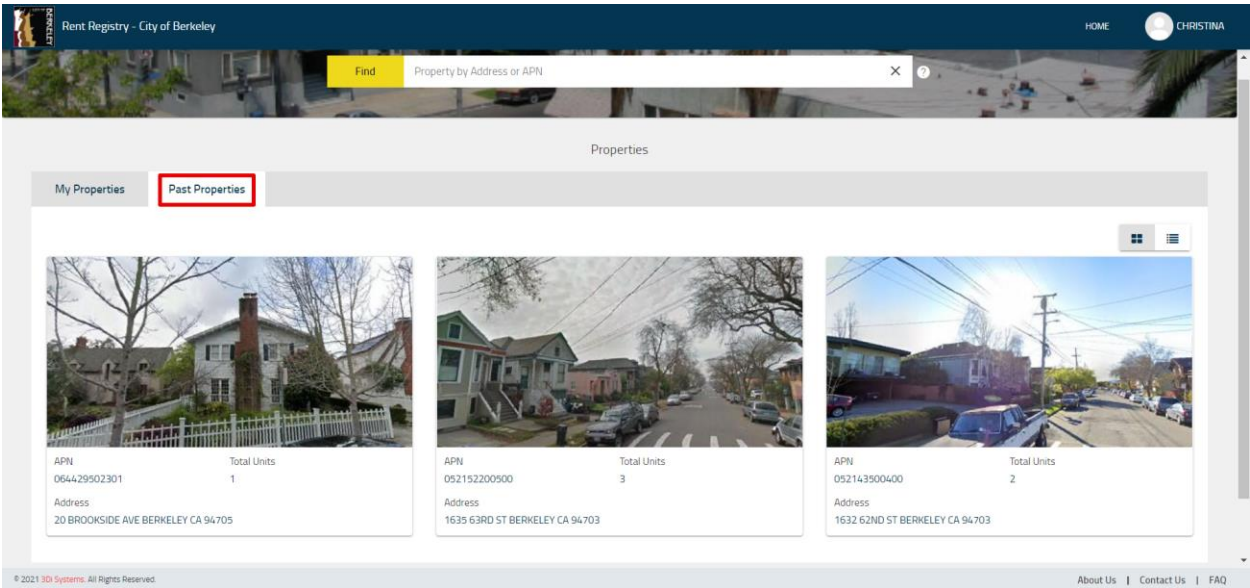 BERKELEY
Rent Registry - City of Berkeley
HOME
CHRISTINA
Find
Property by Address or APN
?
Properties
My Properties
Past Properties
APN Total Units
064429502301 1
Address
20 BROOKSIDE AVE BERKELEY CA 94705
APN Total Units
052152200500 3
Address
1635 63RD ST BERKELEY CA 94703
APN Total Units
052143500400 2
Address
1632 62ND ST BERKELEY CA 94703
© 2021 3Di Systems. All Rights Reserved.
About Us | Contact Us | FAQ